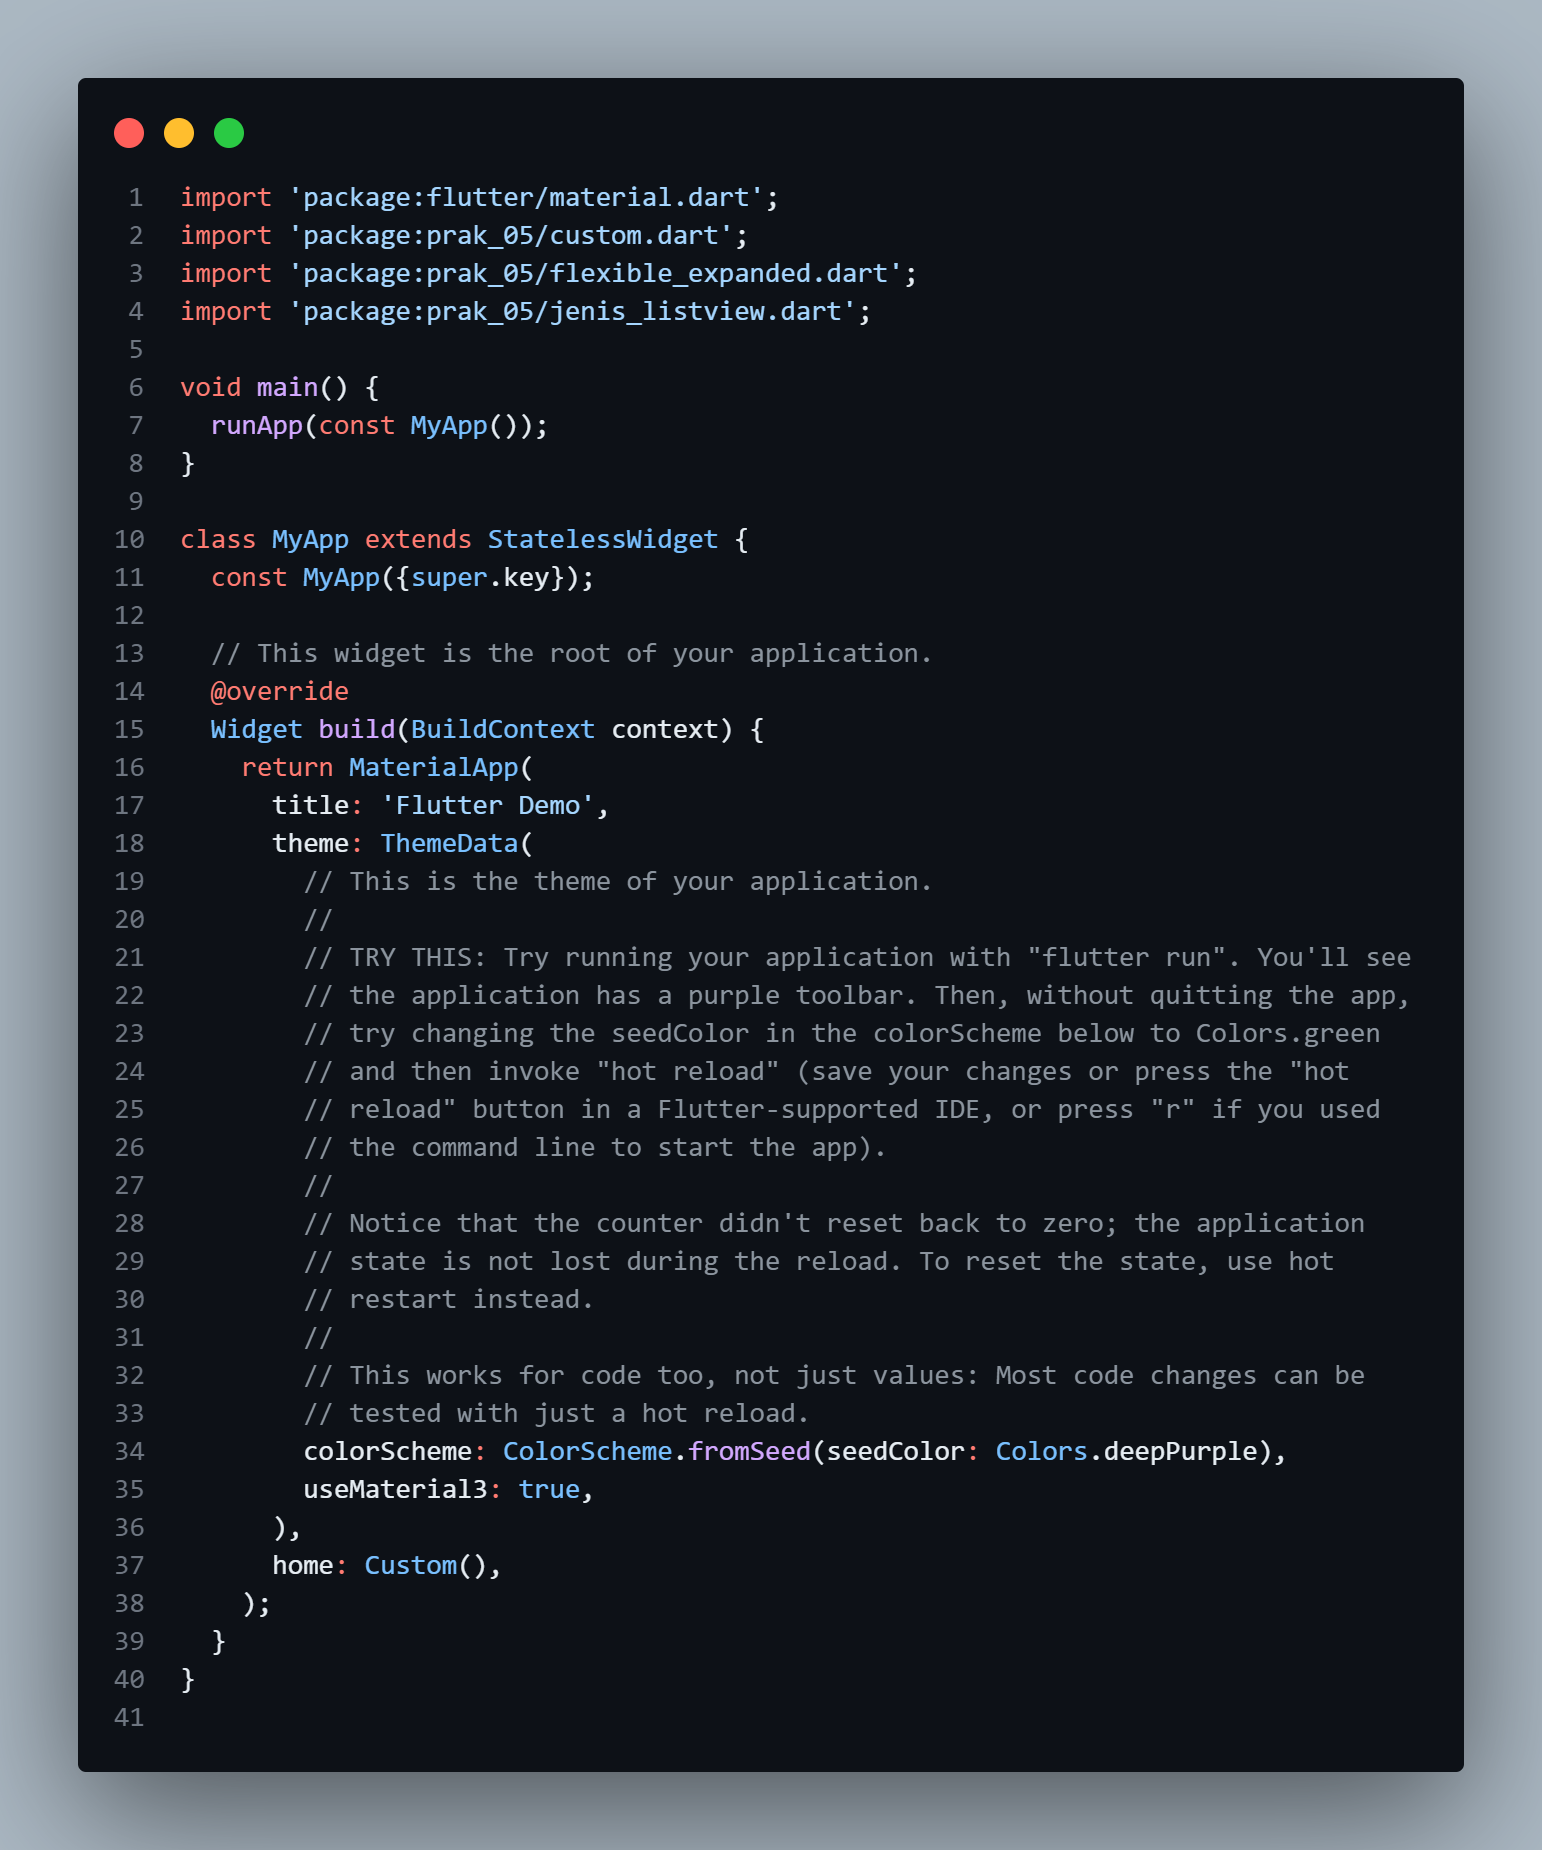 1 import 'package:flutter/material.dart';
2 import 'package:prak_05/custom.dart';
3 import 'package:prak_05/flexible_expanded.dart';
4 import 'package:prak_05/jenis_listview.dart';
5
6 void main() {
7   runApp(const MyApp());
8 }
9
10 class MyApp extends StatelessWidget {
11   const MyApp({super.key});
12
13   // This widget is the root of your application.
14   @override
15   Widget build(BuildContext context) {
16     return MaterialApp(
17       title: 'Flutter Demo',
18       theme: ThemeData(
19         // This is the theme of your application.
20         //
21         // TRY THIS: Try running your application with "flutter run". You'll see
22         // the application has a purple toolbar. Then, without quitting the app,
23         // try changing the seedColor in the colorScheme below to Colors.green
24         // and then invoke "hot reload" (save your changes or press the "hot
25         // reload" button in a Flutter-supported IDE, or press "r" if you used
26         // the command line to start the app).
27         //
28         // Notice that the counter didn't reset back to zero; the application
29         // state is not lost during the reload. To reset the state, use hot
30         // restart instead.
31         //
32         // This works for code too, not just values: Most code changes can be
33         // tested with just a hot reload.
34         colorScheme: ColorScheme.fromSeed(seedColor: Colors.deepPurple),
35         useMaterial3: true,
36       ),
37       home: Custom(),
38     );
39   }
40 }
41